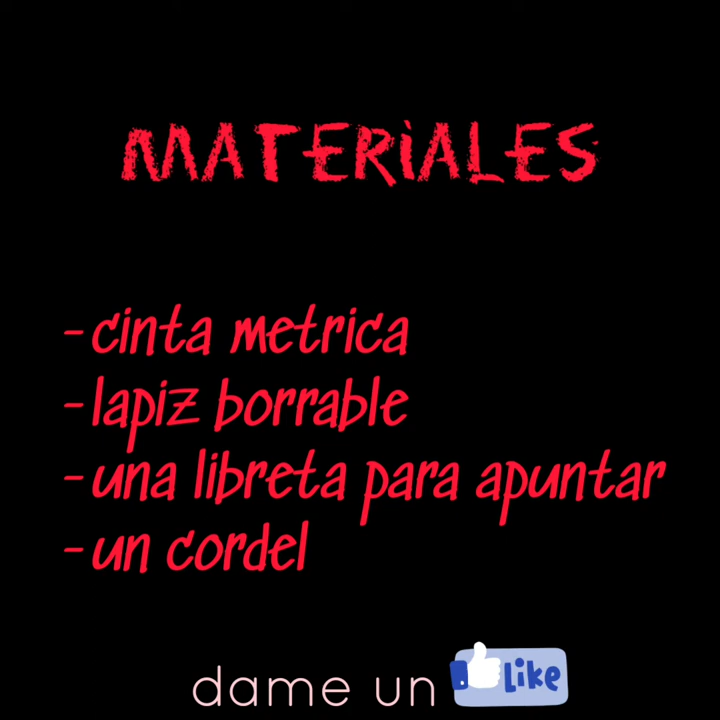 MATERIALES
-cinta metrica
-lapiz borrable
-una libreta para apuntar
-un cordel
dame un Like